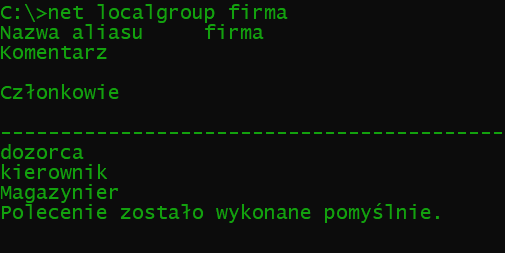 C:\>net localgroup firma
Nazwa aliasu     firma
Komentarz
Członkowie
------------------------------------------
dozorca
kierownik
Magazynier
Polecenie zostało wykonane pomyślnie.